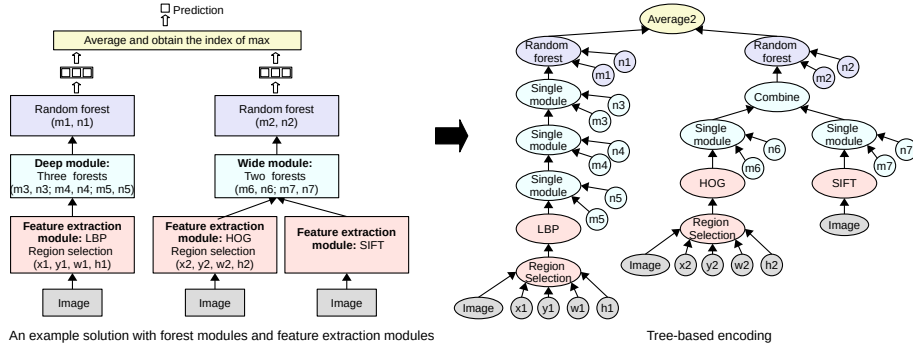 Prediction
Average and obtain the index of max
Random forest
(m1, n1)
Random forest
(m2, n2)
Deep module:
Three forests
(m3, n3; m4, n4; m5, n5)
Wide module:
Two forests
(m6, n6; m7, n7)
Feature extraction
module: LBP
Region selection
(x1, y1, w1, h1)
Feature extraction
module: HOG
Region selection
(x2, y2, w2, h2)
Feature extraction
module: SIFT
Image
Image
Image
An example solution with forest modules and feature extraction modules
Average2
Random
forest
n1
m1
Random
forest
n2
m2
Single
module
n3
m3
Combine
Single
module
n4
m4
Single
module
n6
m6
Single
module
n7
m7
Single
module
n5
m5
HOG
SIFT
LBP
Region
Selection
Image
Region
Selection
Image
x2
y2
w2
h2
Image
x1
y1
w1
h1
Tree-based encoding